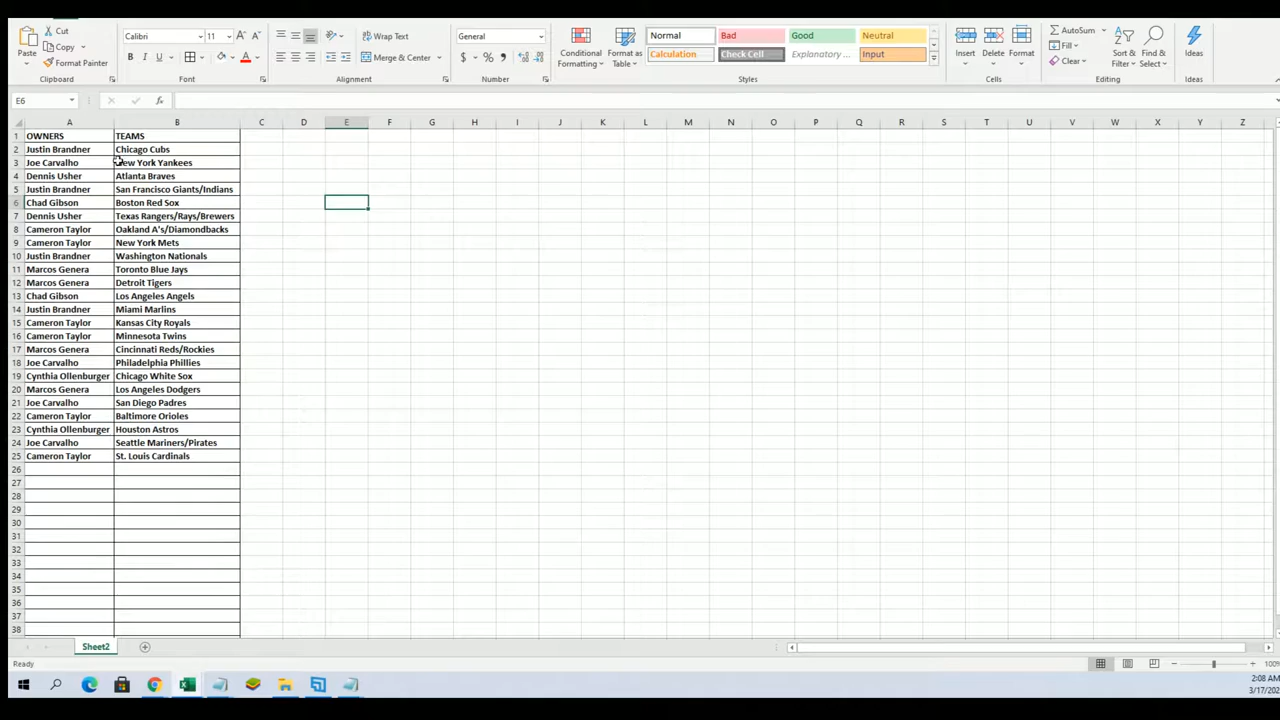 Cut
Copy
Paste
Format Painter
Clipboard
Calibri 11
B I U
Font
Wrap Text
Merge & Center
Alignment
General
$ % ,
Number
Conditional Formatting
Format as Table
Normal Bad Good Neutral
Calculation Check Cell Explanatory ... Input
Styles
Insert Delete Format
Cells
AutoSum
Fill
Clear
Sort & Filter
Find & Select
Editing
Ideas
Ideas
E6 fx
A B C D E F G H I J K L M N O P Q R S T U V W X Y Z
1 OWNERS TEAMS
2 Justin Brandner Chicago Cubs
3 Joe Carvalho New York Yankees
4 Dennis Usher Atlanta Braves
5 Justin Brandner San Francisco Giants/Indians
6 Chad Gibson Boston Red Sox
7 Dennis Usher Texas Rangers/Rays/Brewers
8 Cameron Taylor Oakland A's/Diamondbacks
9 Cameron Taylor New York Mets
10 Justin Brandner Washington Nationals
11 Marcos Genera Toronto Blue Jays
12 Marcos Genera Detroit Tigers
13 Chad Gibson Los Angeles Angels
14 Justin Brandner Miami Marlins
15 Cameron Taylor Kansas City Royals
16 Cameron Taylor Minnesota Twins
17 Marcos Genera Cincinnati Reds/Rockies
18 Joe Carvalho Philadelphia Phillies
19 Cynthia Ollenburger Chicago White Sox
20 Marcos Genera Los Angeles Dodgers
21 Joe Carvalho San Diego Padres
22 Cameron Taylor Baltimore Orioles
23 Cynthia Ollenburger Houston Astros
24 Joe Carvalho Seattle Mariners/Pirates
25 Cameron Taylor St. Louis Cardinals
26
27
28
29
30
31
32
33
34
35
36
37
38
Sheet2
Ready
100%
2:08 AM
3/17/202